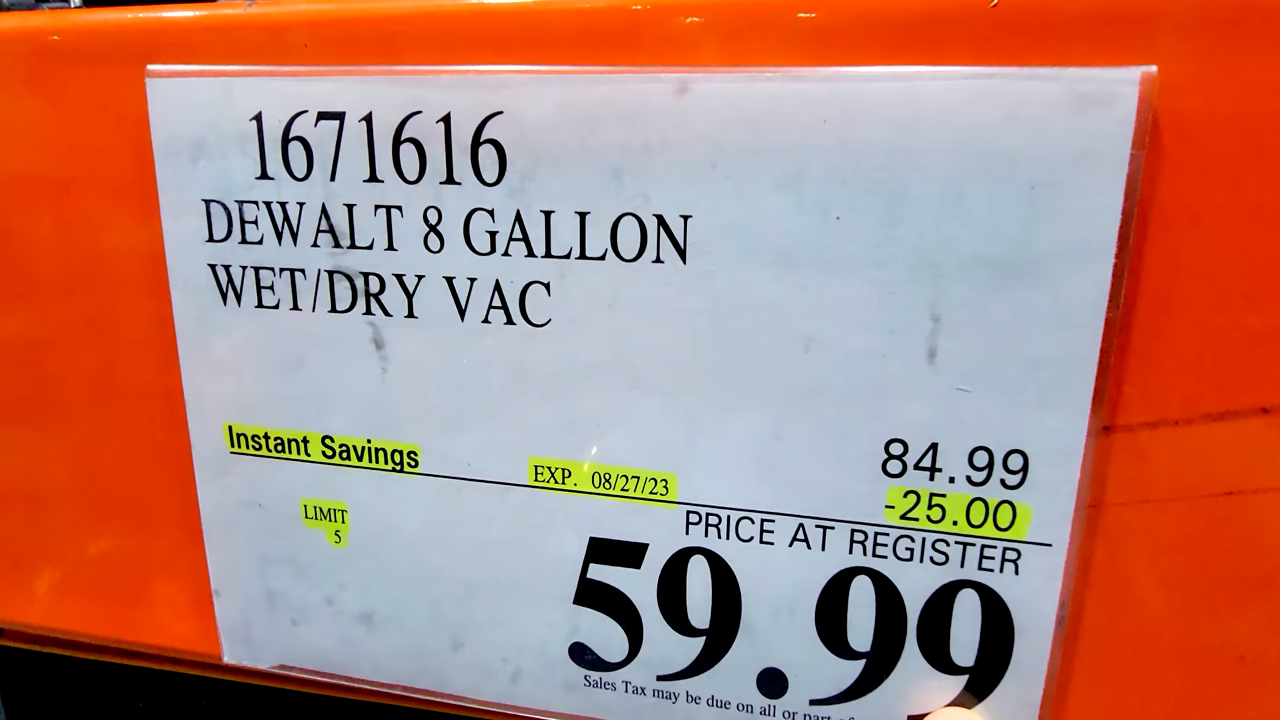 1671616
DEWALT 8 GALLON
WET/DRY VAC
84.99
Instant Savings EXP. 08/27/23 -25.00
LIMIT PRICE AT REGISTER
5
59.99
Sales Tax may be due on all or part